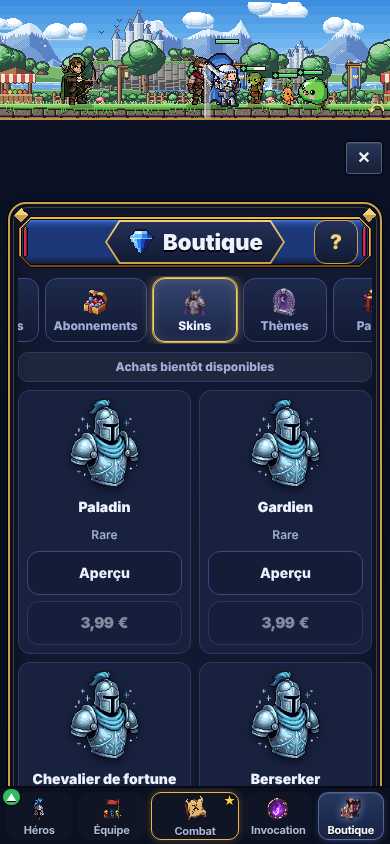 ×
Boutique
?
s
Abonnements
Skins
Thèmes
Pa
Achats bientôt disponibles
Paladin
Gardien
Rare
Rare
Aperçu
Aperçu
3,99 €
3,99 €
Chevalier de fortune
Berserker
Héros
Équipe
Combat
Invocation
Boutique